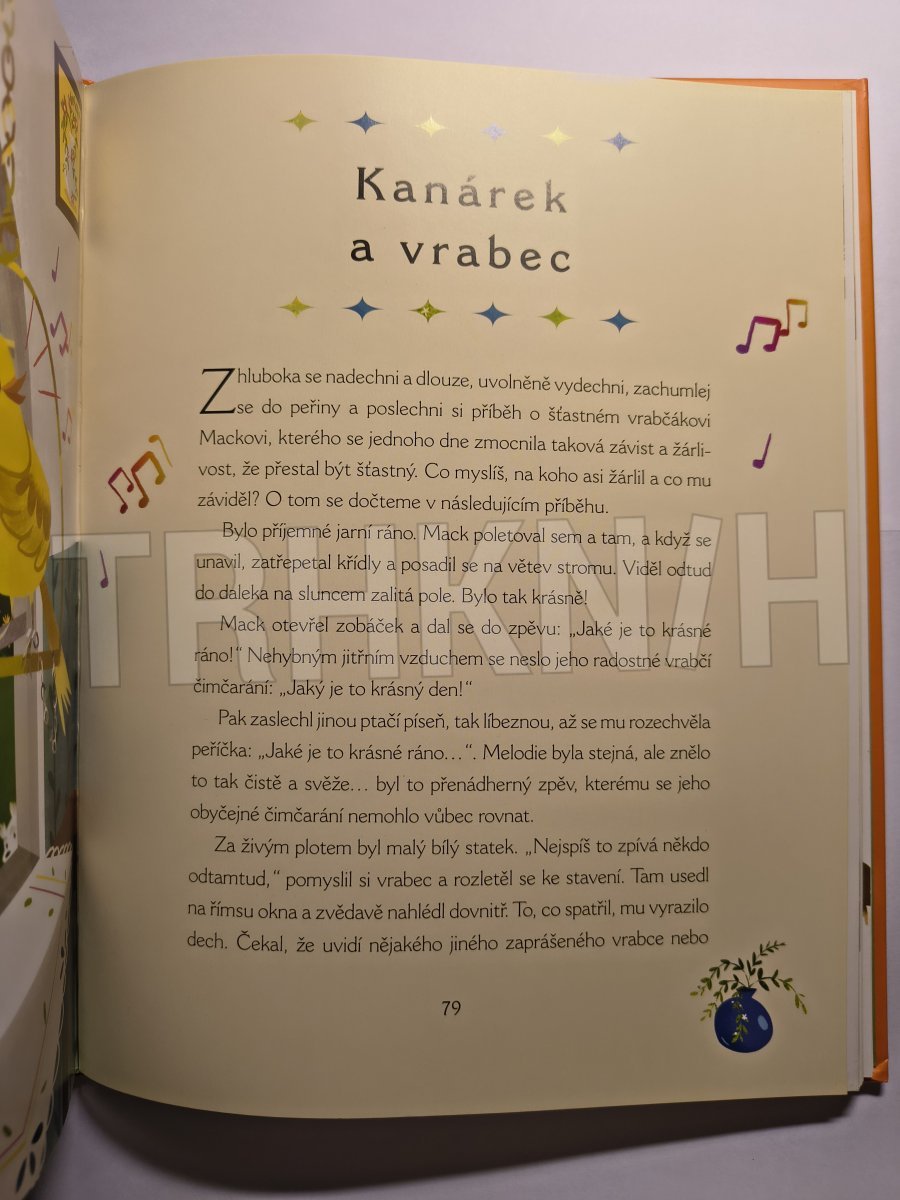 Kanárek
a vrabec
Zhluboka se nadechni a dlouze, uvolněně vydechni, zachumlej
se do peřiny a poslechni si příběh o šťastném vrabčákovi
Mackovi, kterého se jednoho dne zmocnila taková závist a žárli-
vost, že přestal být šťastný. Co myslíš, na koho asi žárlil a co mu
záviděl? O tom se dočteme v následujícím příběhu.
Bylo příjemné jarní ráno. Mack poletoval sem a tam, a když se
unavil, zatřepetal křídly a posadil se na větev stromu. Viděl odtud
do daleka na sluncem zalitá pole. Bylo tak krásně!
Mack otevřel zobáček a dal se do zpěvu: „Jaké je to krásné
ráno!“ Nehybným jitřním vzduchem se neslo jeho radostné vrabčí
čimčarání: „Jaký je to krásný den!“
Pak zaslechl jinou ptačí píseň, tak líbeznou, až se mu rozechvěla
peříčka: „Jaké je to krásné ráno…“. Melodie byla stejná, ale znělo
to tak čistě a svěže… byl to přenádherný zpěv, kterému se jeho
obyčejné čimčarání nemohlo vůbec rovnat.
Za živým plotem byl malý bílý statek. „Nejspíš to zpívá někdo
odtamtud,“ pomyslil si vrabec a rozletěl se ke stavení. Tam usedl
na římsu okna a zvědavě nahlédl dovnitř. To, co spatřil, mu vyrazilo
dech. Čekal, že uvidí nějakého jiného zaprášeného vrabce nebo
79
TRHKNIH